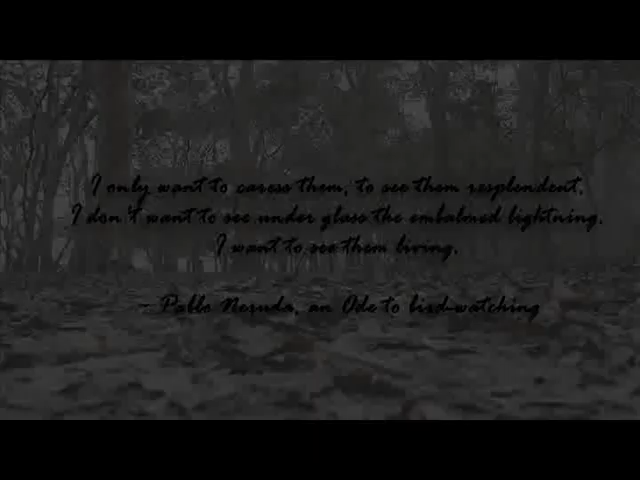 I only want to caress them, to see them resplendent.
I don't want to see under glass the embalmed lightning.
I want to see them living.
- Pablo Neruda, an Ode to bird-watching